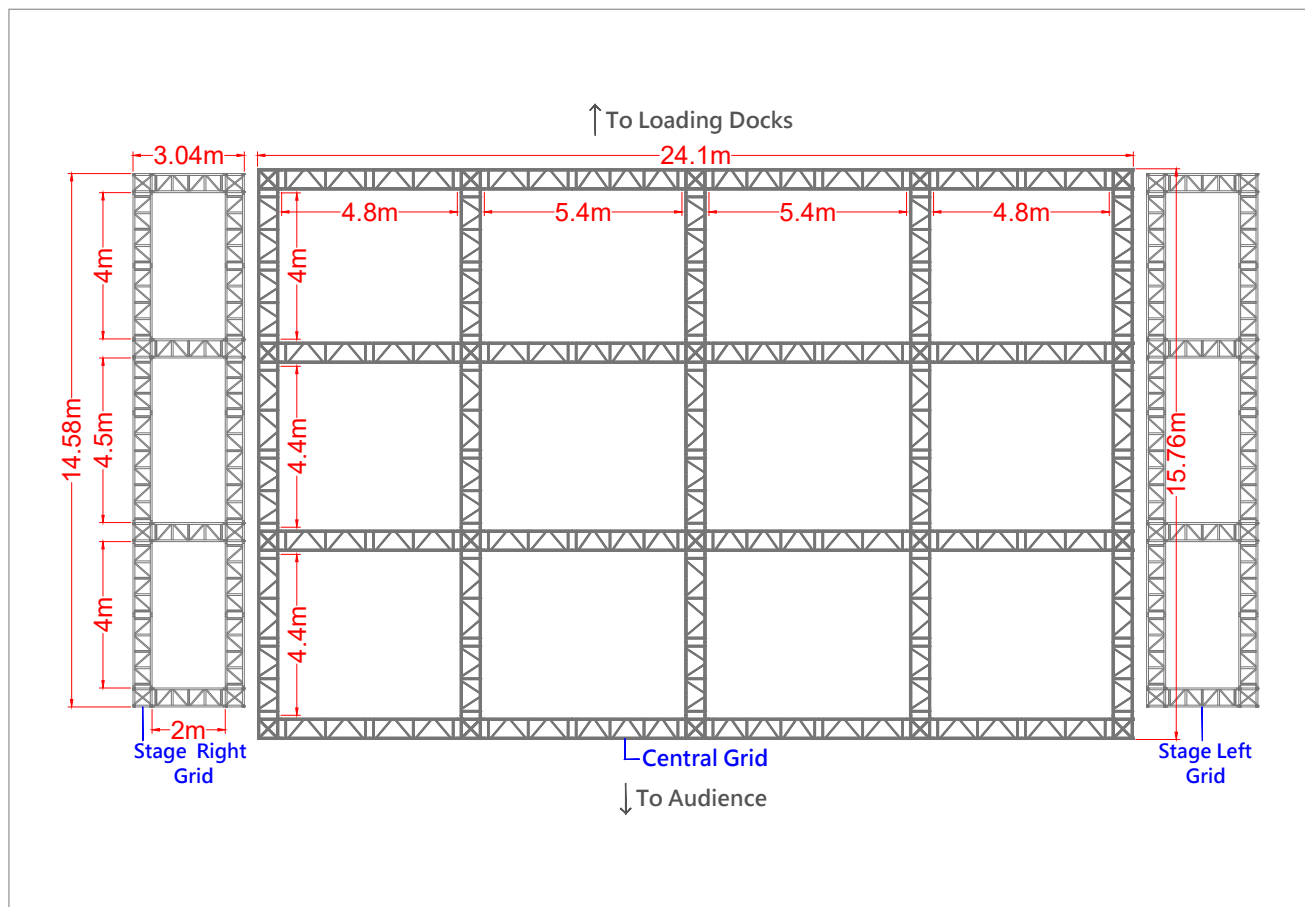 To Loading Docks
3.04m
24.1m
4.8m
5.4m
5.4m
4.8m
4m
4m
14.58m
4.5m
4.4m
15.76m
4m
4.4m
2m
Stage Right
Grid
Central Grid
Stage Left
Grid
To Audience